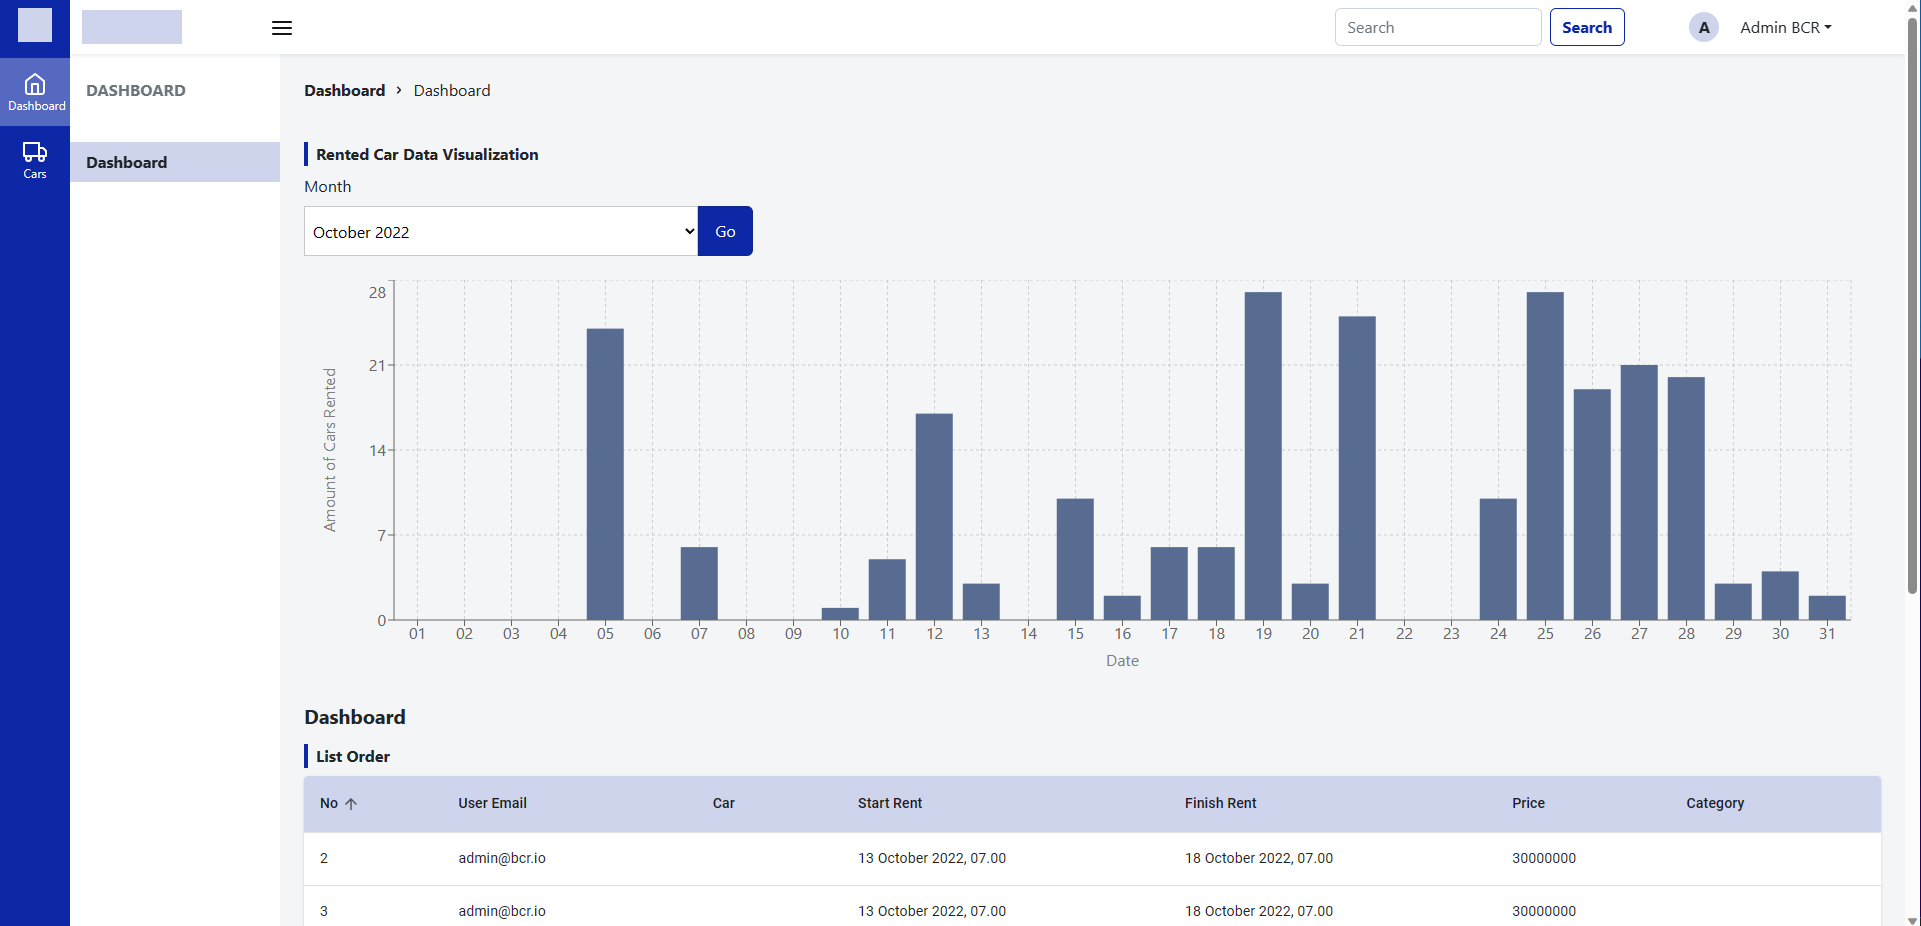 Search Search A Admin BCR
Dashboard
Cars
DASHBOARD
Dashboard
Dashboard › Dashboard
Rented Car Data Visualization
Month
October 2022 Go
28
21
14
7
0
Amount of Cars Rented
01 02 03 04 05 06 07 08 09 10 11 12 13 14 15 16 17 18 19 20 21 22 23 24 25 26 27 28 29 30 31
Date
Dashboard
List Order
No User Email Car Start Rent Finish Rent Price Category
2 admin@bcr.io 13 October 2022, 07.00 18 October 2022, 07.00 30000000
3 admin@bcr.io 13 October 2022, 07.00 18 October 2022, 07.00 30000000